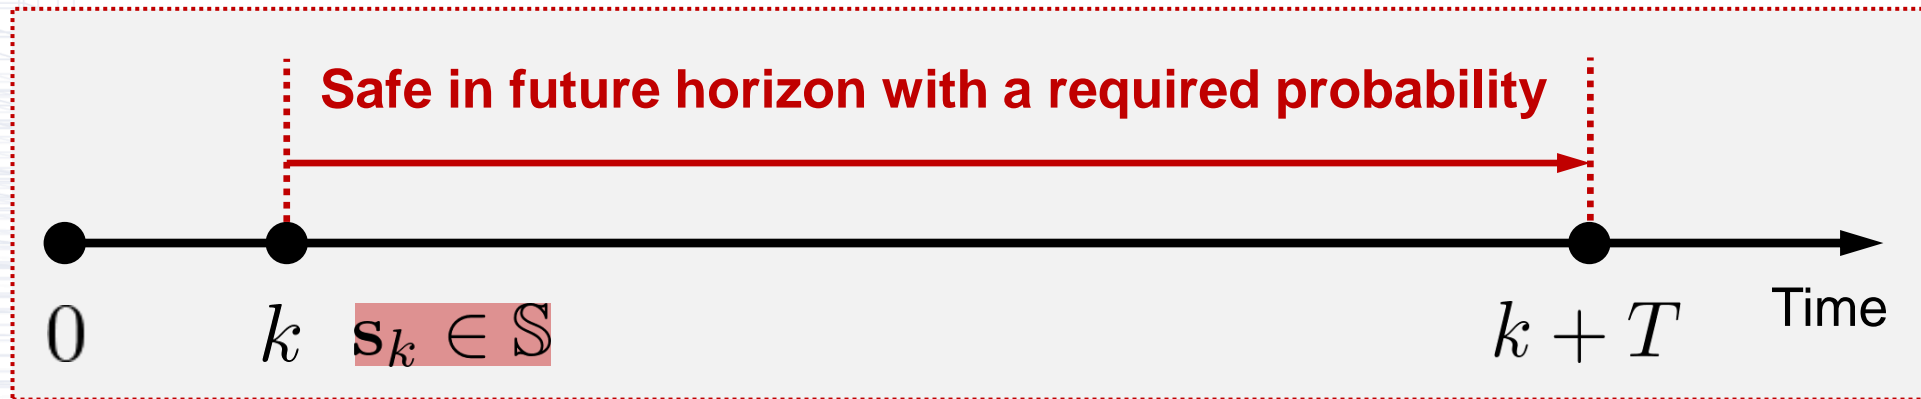 Safe in future horizon with a required probability
0 k s_k ∈ 𝕊 k + T Time